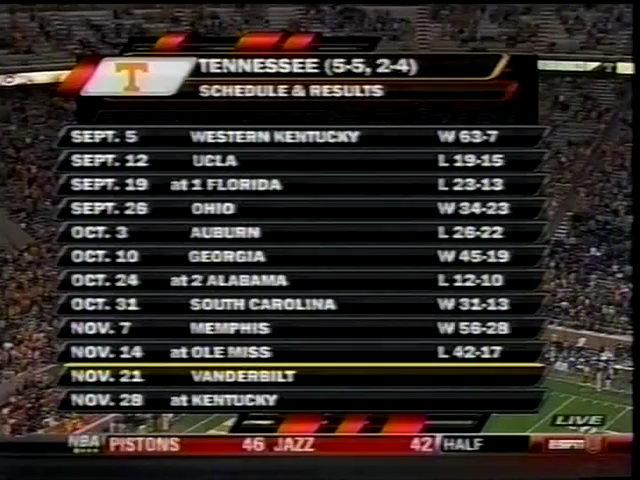 T TENNESSEE (5-5, 2-4)
SCHEDULE & RESULTS
SEPT. 5 WESTERN KENTUCKY W 63-7
SEPT. 12 UCLA L 19-15
SEPT. 19 at 1 FLORIDA L 23-13
SEPT. 26 OHIO W 34-23
OCT. 3 AUBURN L 26-22
OCT. 10 GEORGIA W 45-19
OCT. 24 at 2 ALABAMA L 12-10
OCT. 31 SOUTH CAROLINA W 31-13
NOV. 7 MEMPHIS W 56-28
NOV. 14 at OLE MISS L 42-17
NOV. 21 VANDERBILT
NOV. 28 at KENTUCKY
LIVE
NBA PISTONS 46 JAZZ 42 HALF ESPNU